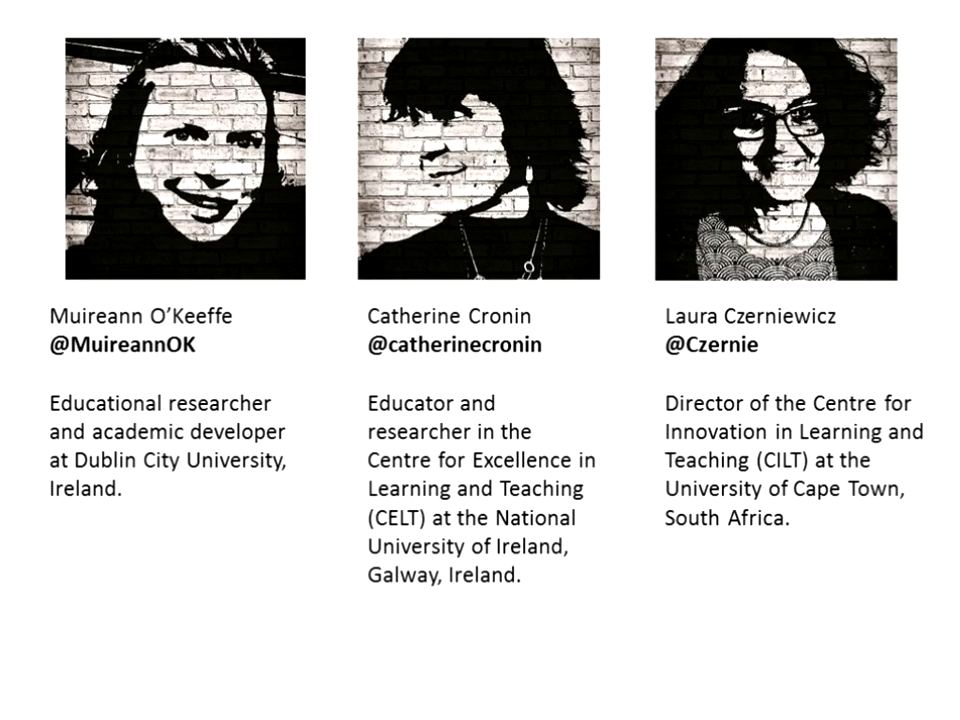 Muireann O’Keeffe
@MuireannOK
Educational researcher
and academic developer
at Dublin City University,
Ireland.
Catherine Cronin
@catherinecronin
Educator and
researcher in the
Centre for Excellence in
Learning and Teaching
(CELT) at the National
University of Ireland,
Galway, Ireland.
Laura Czerniewicz
@Czernie
Director of the Centre for
Innovation in Learning and
Teaching (CILT) at the
University of Cape Town,
South Africa.